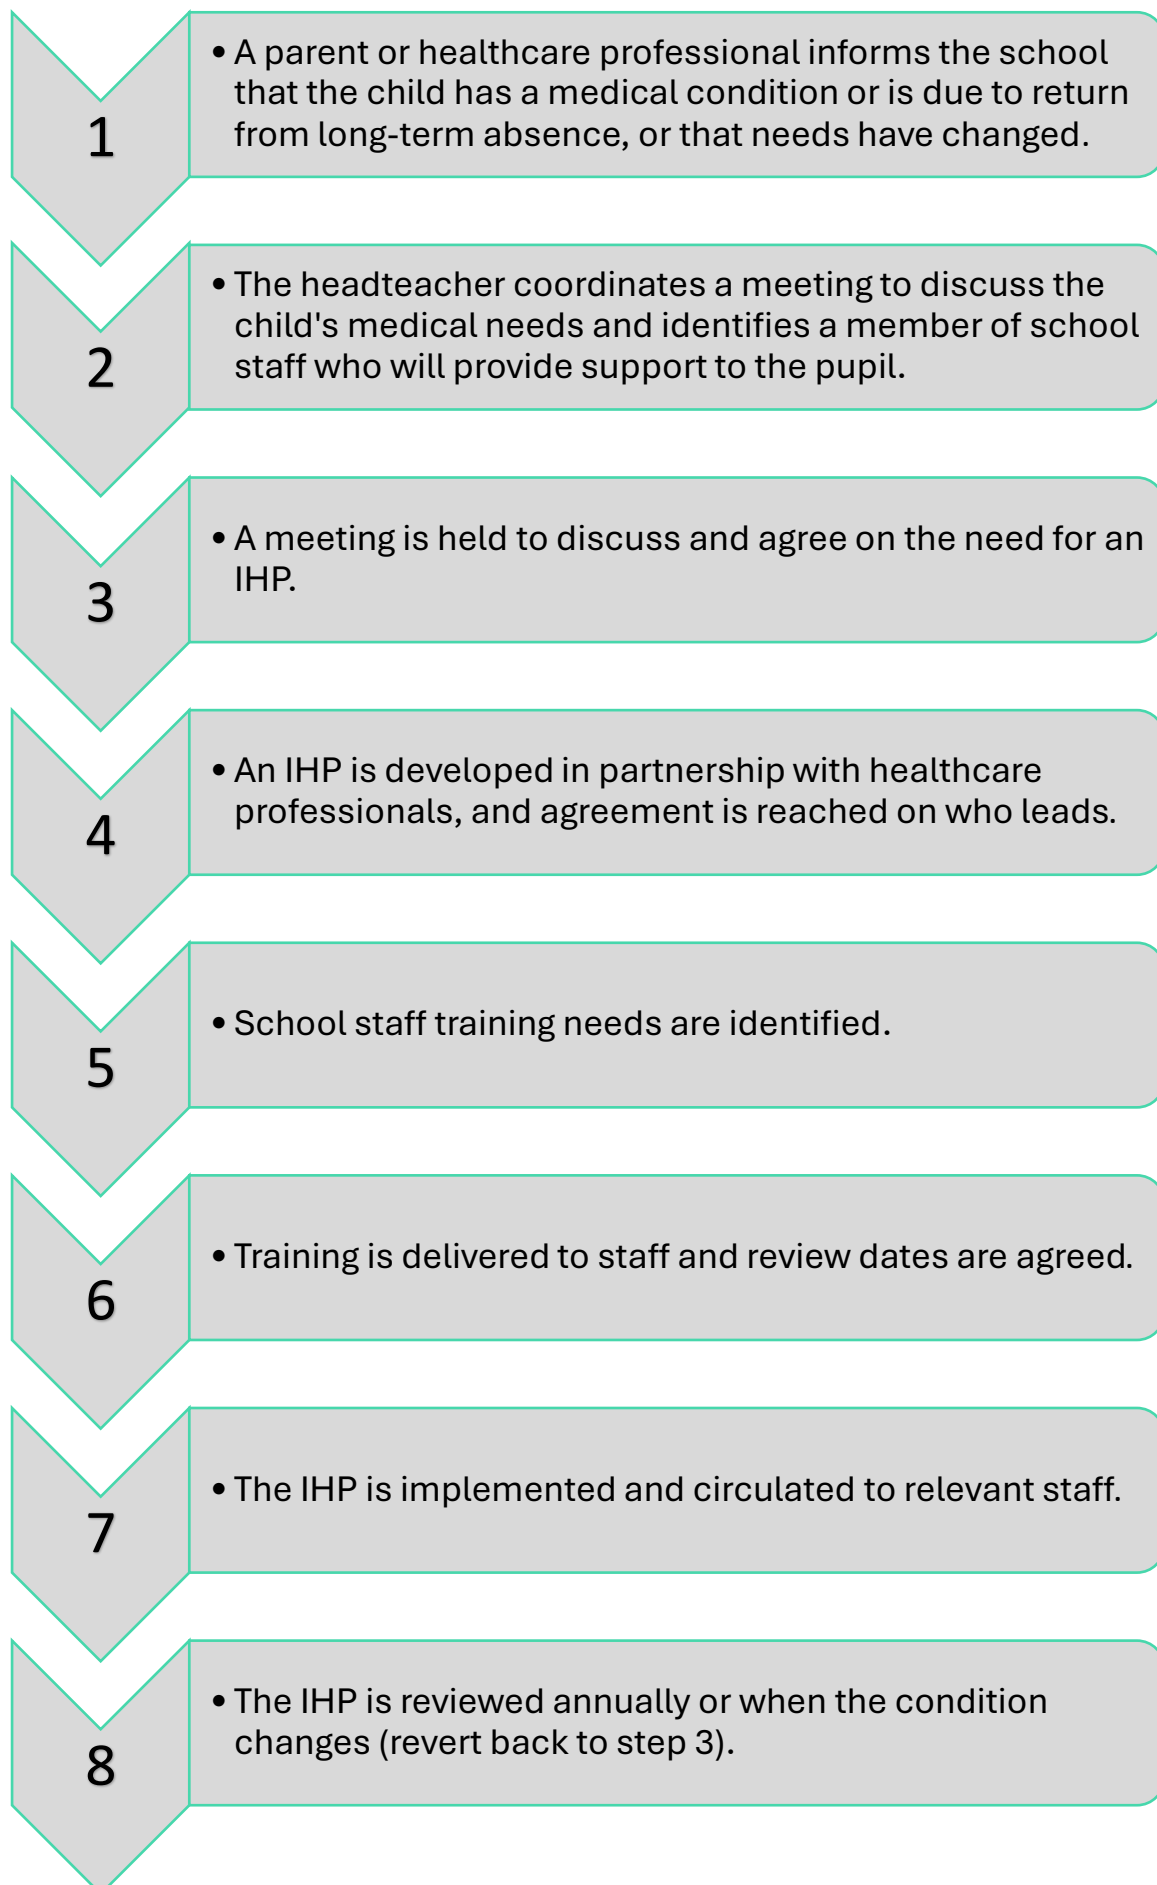 1
• A parent or healthcare professional informs the school
that the child has a medical condition or is due to return
from long-term absence, or that needs have changed.
2
• The headteacher coordinates a meeting to discuss the
child's medical needs and identifies a member of school
staff who will provide support to the pupil.
3
• A meeting is held to discuss and agree on the need for an
IHP.
4
• An IHP is developed in partnership with healthcare
professionals, and agreement is reached on who leads.
5
• School staff training needs are identified.
6
• Training is delivered to staff and review dates are agreed.
7
• The IHP is implemented and circulated to relevant staff.
8
• The IHP is reviewed annually or when the condition
changes (revert back to step 3).